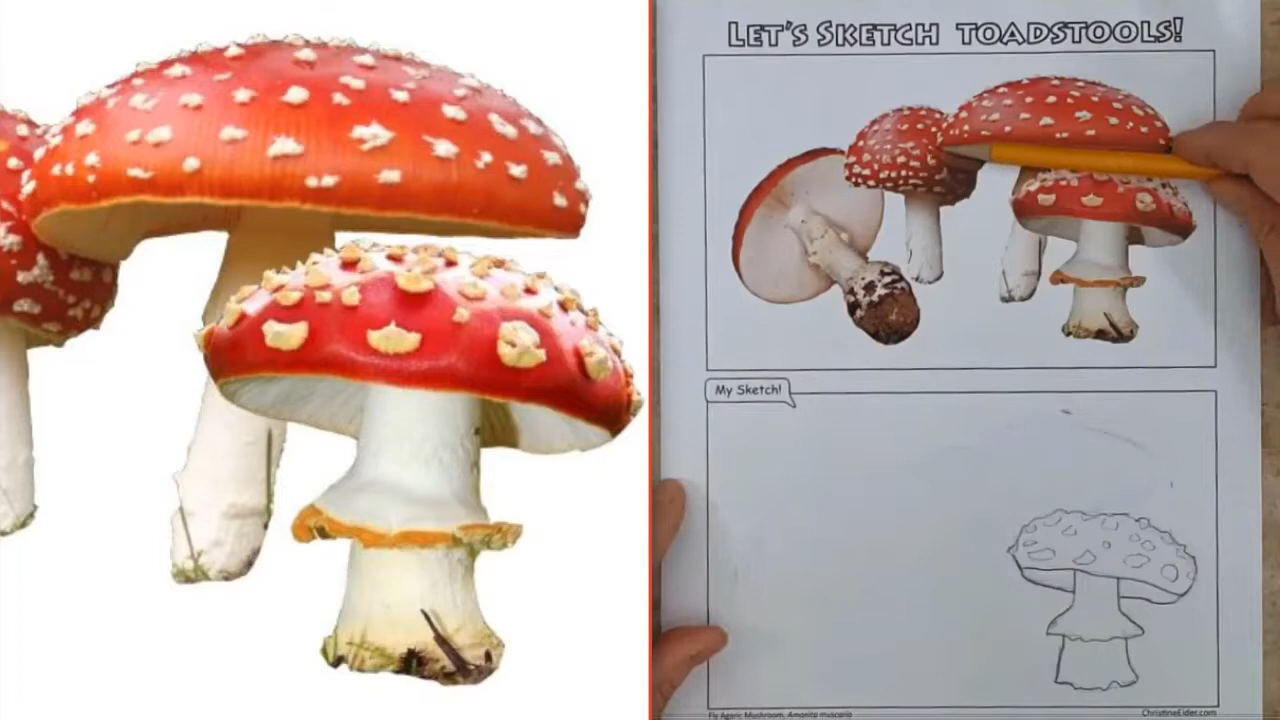 LET'S SKETCH TOADSTOOLS!
My Sketch!
Fly Agaric Mushroom, Amanita muscaria
ChristineElder.com